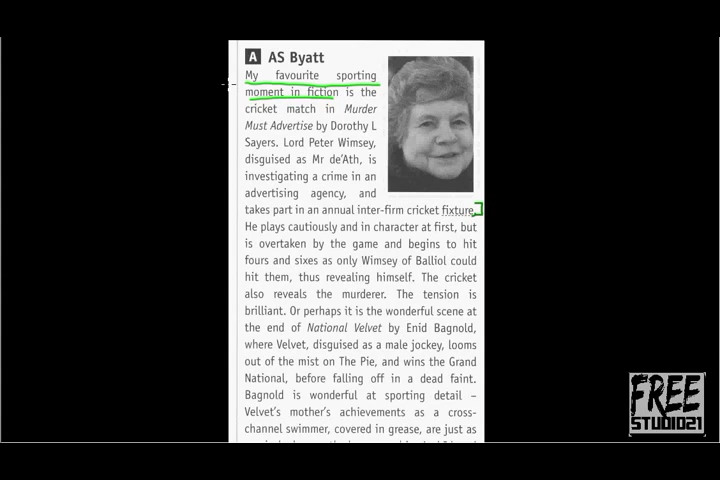 A AS Byatt
My favourite sporting
moment in fiction is the
cricket match in Murder
Must Advertise by Dorothy L
Sayers. Lord Peter Wimsey,
disguised as Mr de'Ath, is
investigating a crime in an
advertising agency, and
takes part in an annual inter-firm cricket fixture.
He plays cautiously and in character at first, but
is overtaken by the game and begins to hit
fours and sixes as only Wimsey of Balliol could
hit them, thus revealing himself. The cricket
also reveals the murderer. The tension is
brilliant. Or perhaps it is the wonderful scene at
the end of National Velvet by Enid Bagnold,
where Velvet, disguised as a male jockey, looms
out of the mist on The Pie, and wins the Grand
National, before falling off in a dead faint.
Bagnold is wonderful at sporting detail –
Velvet's mother's achievements as a cross-
channel swimmer, covered in grease, are just as
FREE
STUDIO21